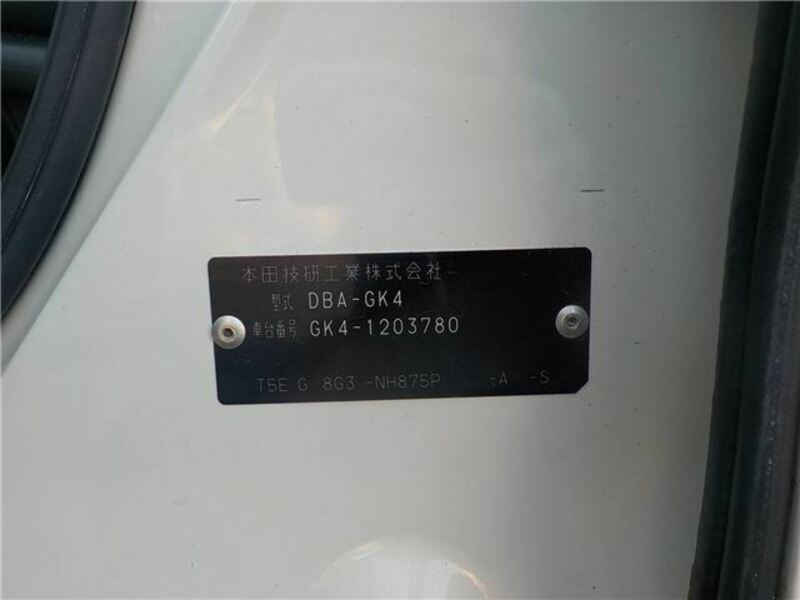 本田技研工業株式会社
型式 DBA-GK4
車台番号 GK4-1203780
T5E G 8G3 -NH875P -A -S